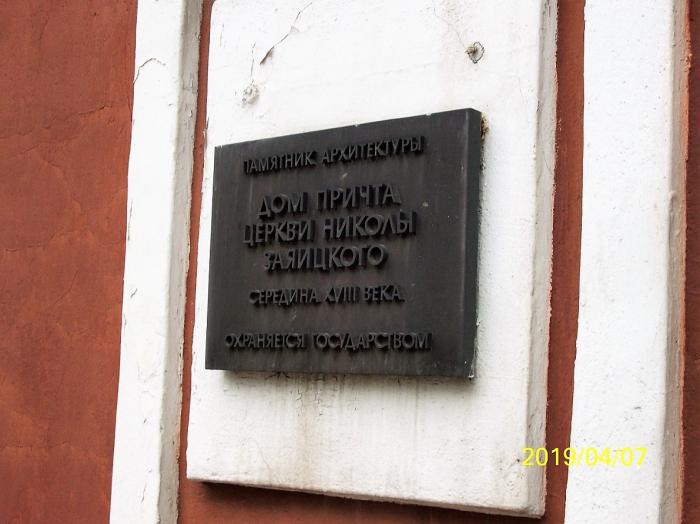 ПАМЯТНИК АРХИТЕКТУРЫ
ДОМ ПРИЧТА
ЦЕРКВИ НИКОЛЫ
ЗАЯИЦКОГО
СЕРЕДИНА XVIII ВЕКА
ОХРАНЯЕТСЯ ГОСУДАРСТВОМ
2019/04/07